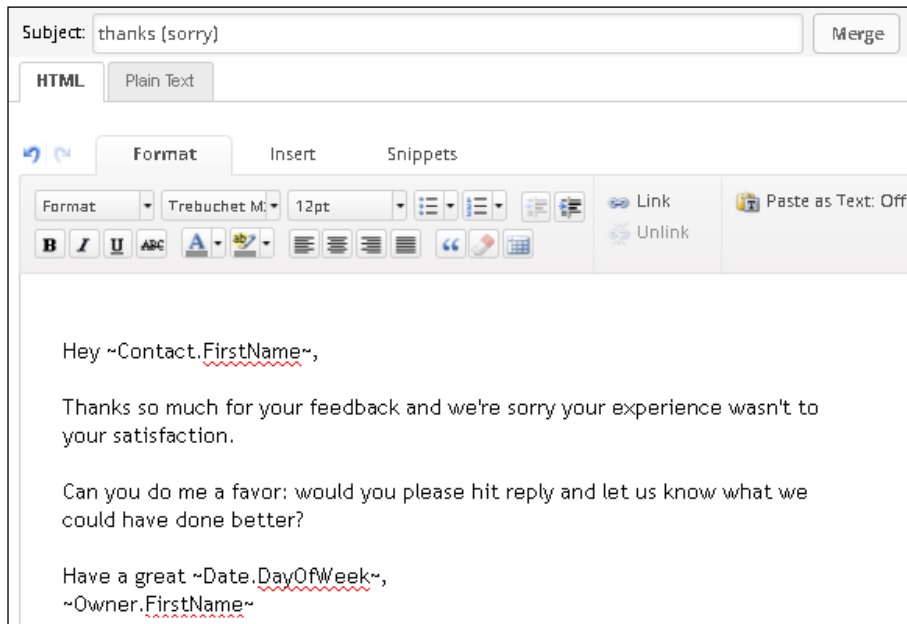 Subject: thanks (sorry) Merge
HTML Plain Text
Format Insert Snippets
Format Trebuchet M: 12pt Link Paste as Text: Off
B I U ABC A ab Unlink
Hey ~Contact.FirstName~,
Thanks so much for your feedback and we're sorry your experience wasn't to
your satisfaction.
Can you do me a favor: would you please hit reply and let us know what we
could have done better?
Have a great ~Date.DayOfWeek~,
~Owner.FirstName~